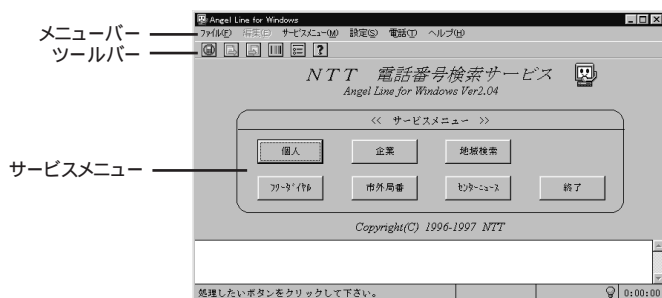 Angel Line for Windows
メニューバー
ファイル(F) 編集(E) サービスメニュー(M) 設定(S) 電話(T) ヘルプ(H)
ツールバー
NTT 電話番号検索サービス
Angel Line for Windows Ver2.04
<< サービスメニュー >>
個人 企業 地域検索
サービスメニュー
フリーダイヤル 市外局番 センターニュース 終了
Copyright(C) 1996-1997 NTT
処理したいボタンをクリックして下さい。 0:00:00